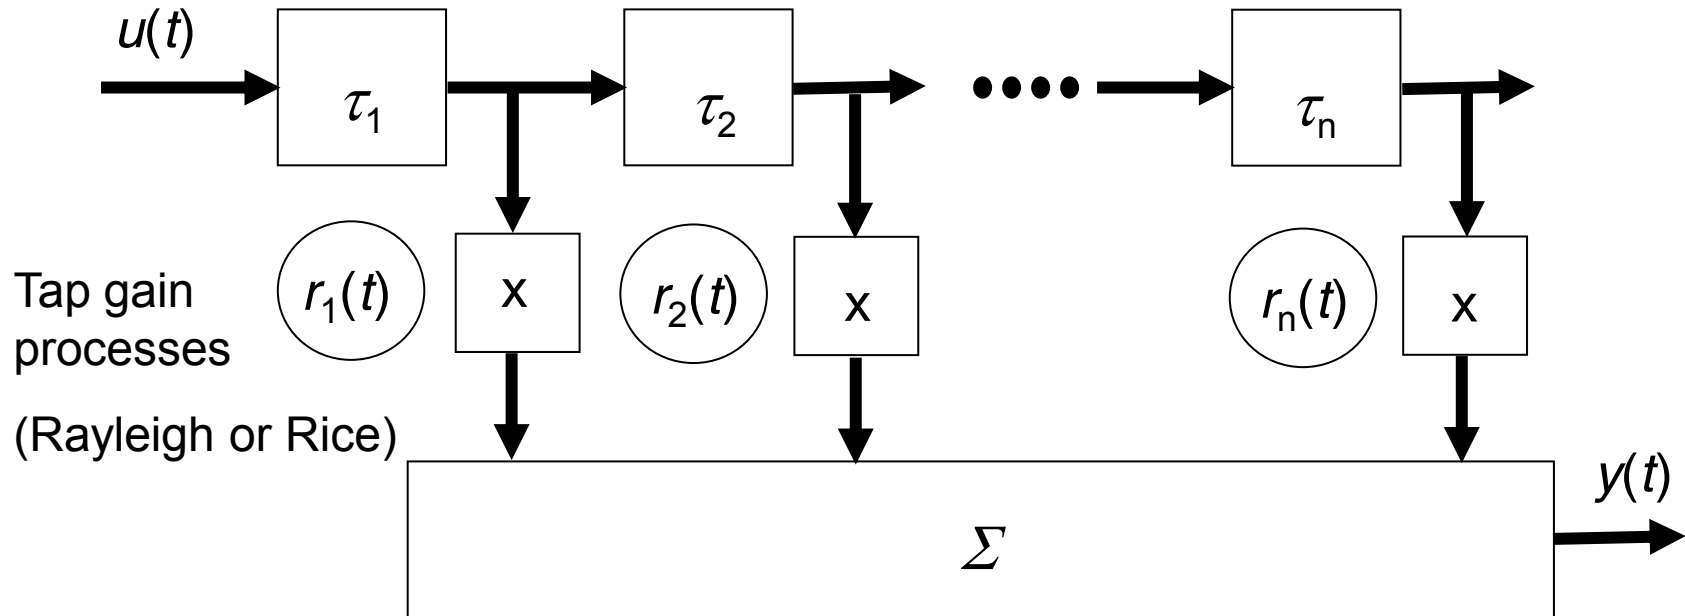 u(t)
τ1 τ2 τn
r1(t) x r2(t) x rn(t) x
Tap gain
processes
(Rayleigh or Rice)
y(t)
Σ